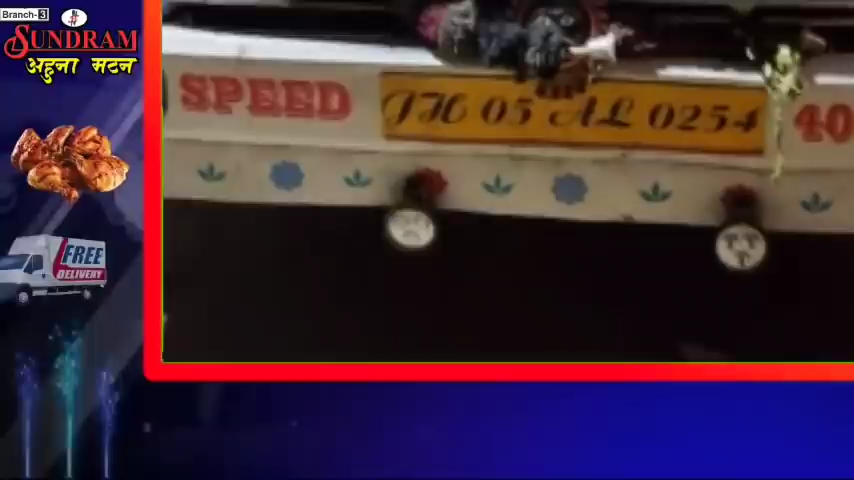 Branch-3
SUNDRAM
अहुना मटन
FREE
DELIVERY
SPEED
JH 05 AL 0254
40